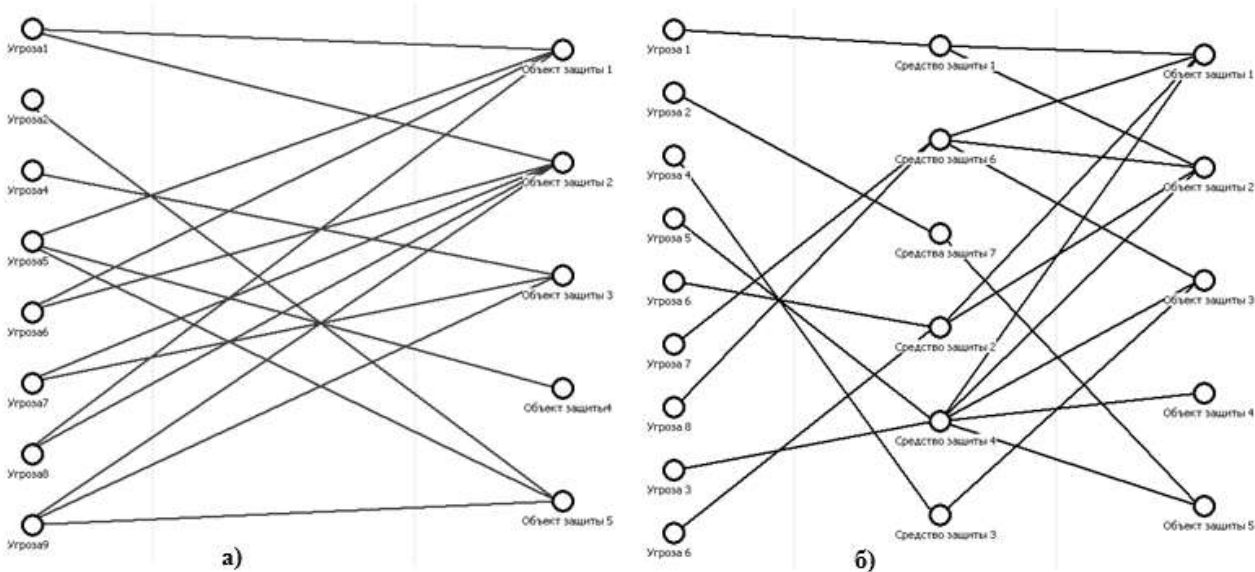 Угроза1
Угроза2
Угроза4
Угроза5
Угроза6
Угроза7
Угроза8
Угроза9
Объект защиты 1
Объект защиты 2
Объект защиты 3
Объект защиты4
Объект защиты 5
а)
Угроза 1
Угроза 2
Угроза 4
Угроза 5
Угроза 6
Угроза 7
Угроза 8
Угроза 3
Угроза 6
Средство защиты 1
Средство защиты 6
Средство защиты 7
Средство защиты 2
Средство защиты 4
Средство защиты 3
Объект защиты 1
Объект защиты 2
Объект защиты 3
Объект защиты 4
Объект защиты 5
б)